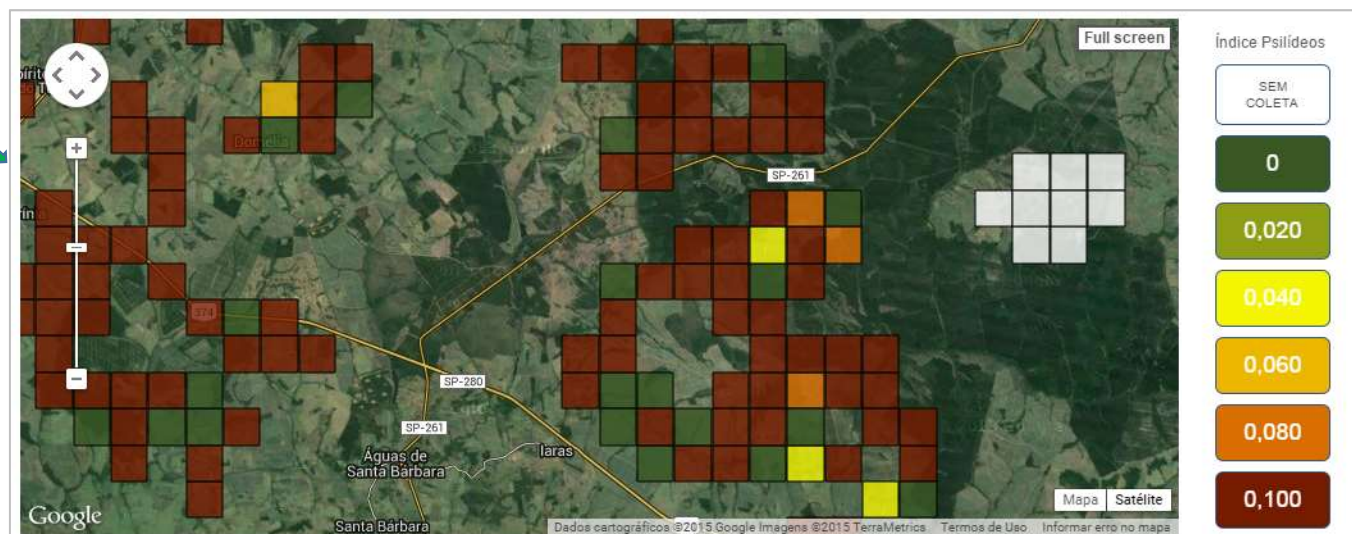 Full screen
SP-261
374
SP-280
SP-261
Iaras
Águas de
Santa Bárbara
Santa Bárbara
Google
Mapa
Satélite
Dados cartográficos ©2015 Google Imagens ©2015 TerraMetrics
Termos de Uso
Informar erro no mapa
Índice Psilídeos
SEM
COLETA
0
0,020
0,040
0,060
0,080
0,100